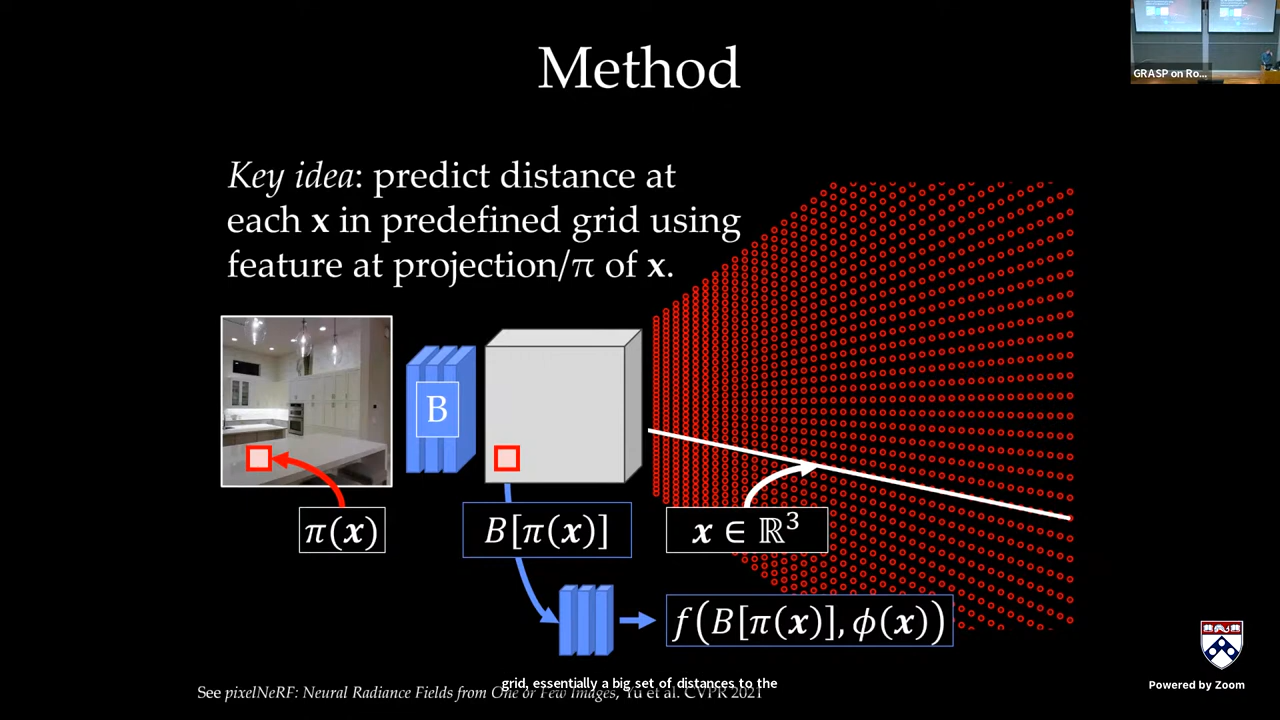 Method
GRASP on Ro...
Key idea: predict distance at
each x in predefined grid using
feature at projection/π of x.
B
π(x)
B[π(x)]
x ∈ ℝ³
f(B[π(x)], ϕ(x))
grid, essentially a big set of distances to the
See pixelNeRF: Neural Radiance Fields from One or Few Images, Yu et al. CVPR 2021
Powered by Zoom